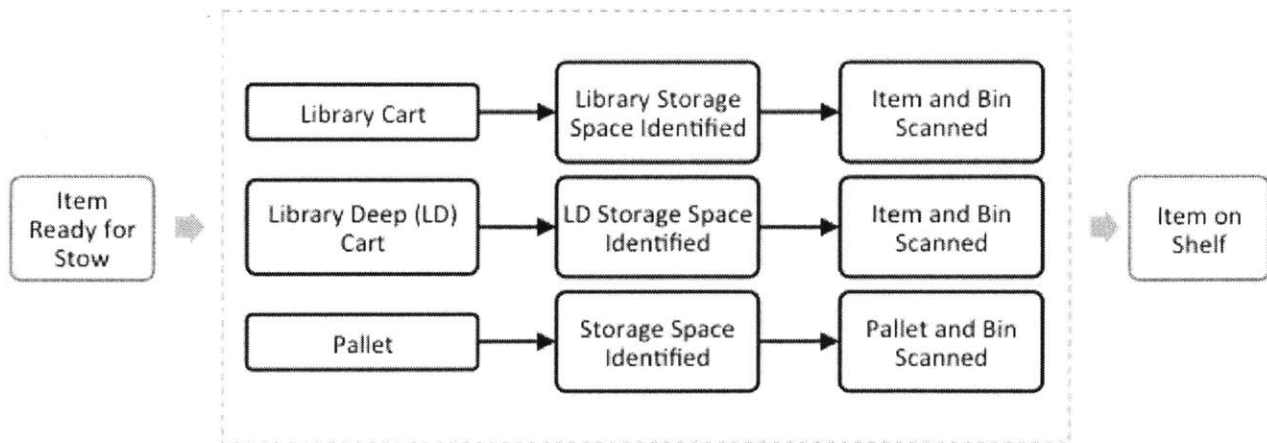 Item
Ready for
Stow
Library Cart
Library Storage
Space Identified
Item and Bin
Scanned
Library Deep (LD)
Cart
LD Storage Space
Identified
Item and Bin
Scanned
Pallet
Storage Space
Identified
Pallet and Bin
Scanned
Item on
Shelf